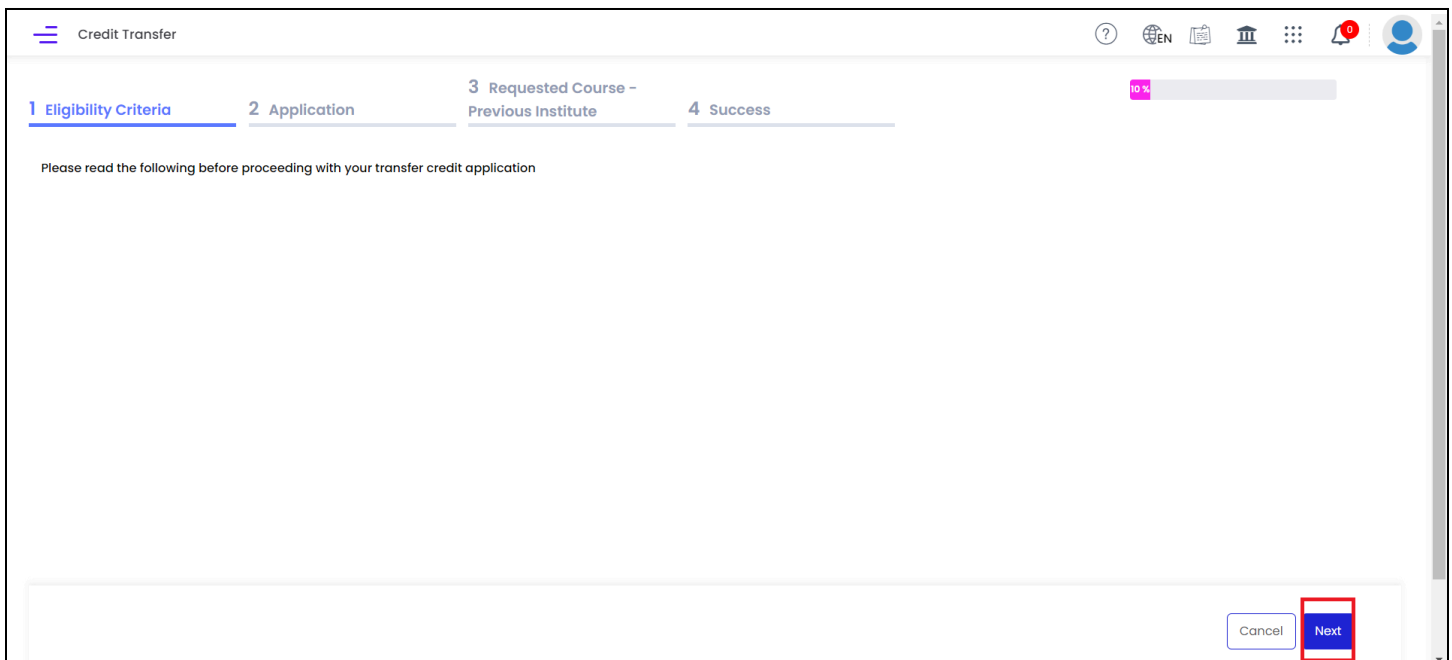 Credit Transfer
EN
0
1 Eligibility Criteria
2 Application
3 Requested Course -
Previous Institute
4 Success
10 %
Please read the following before proceeding with your transfer credit application
Cancel
Next